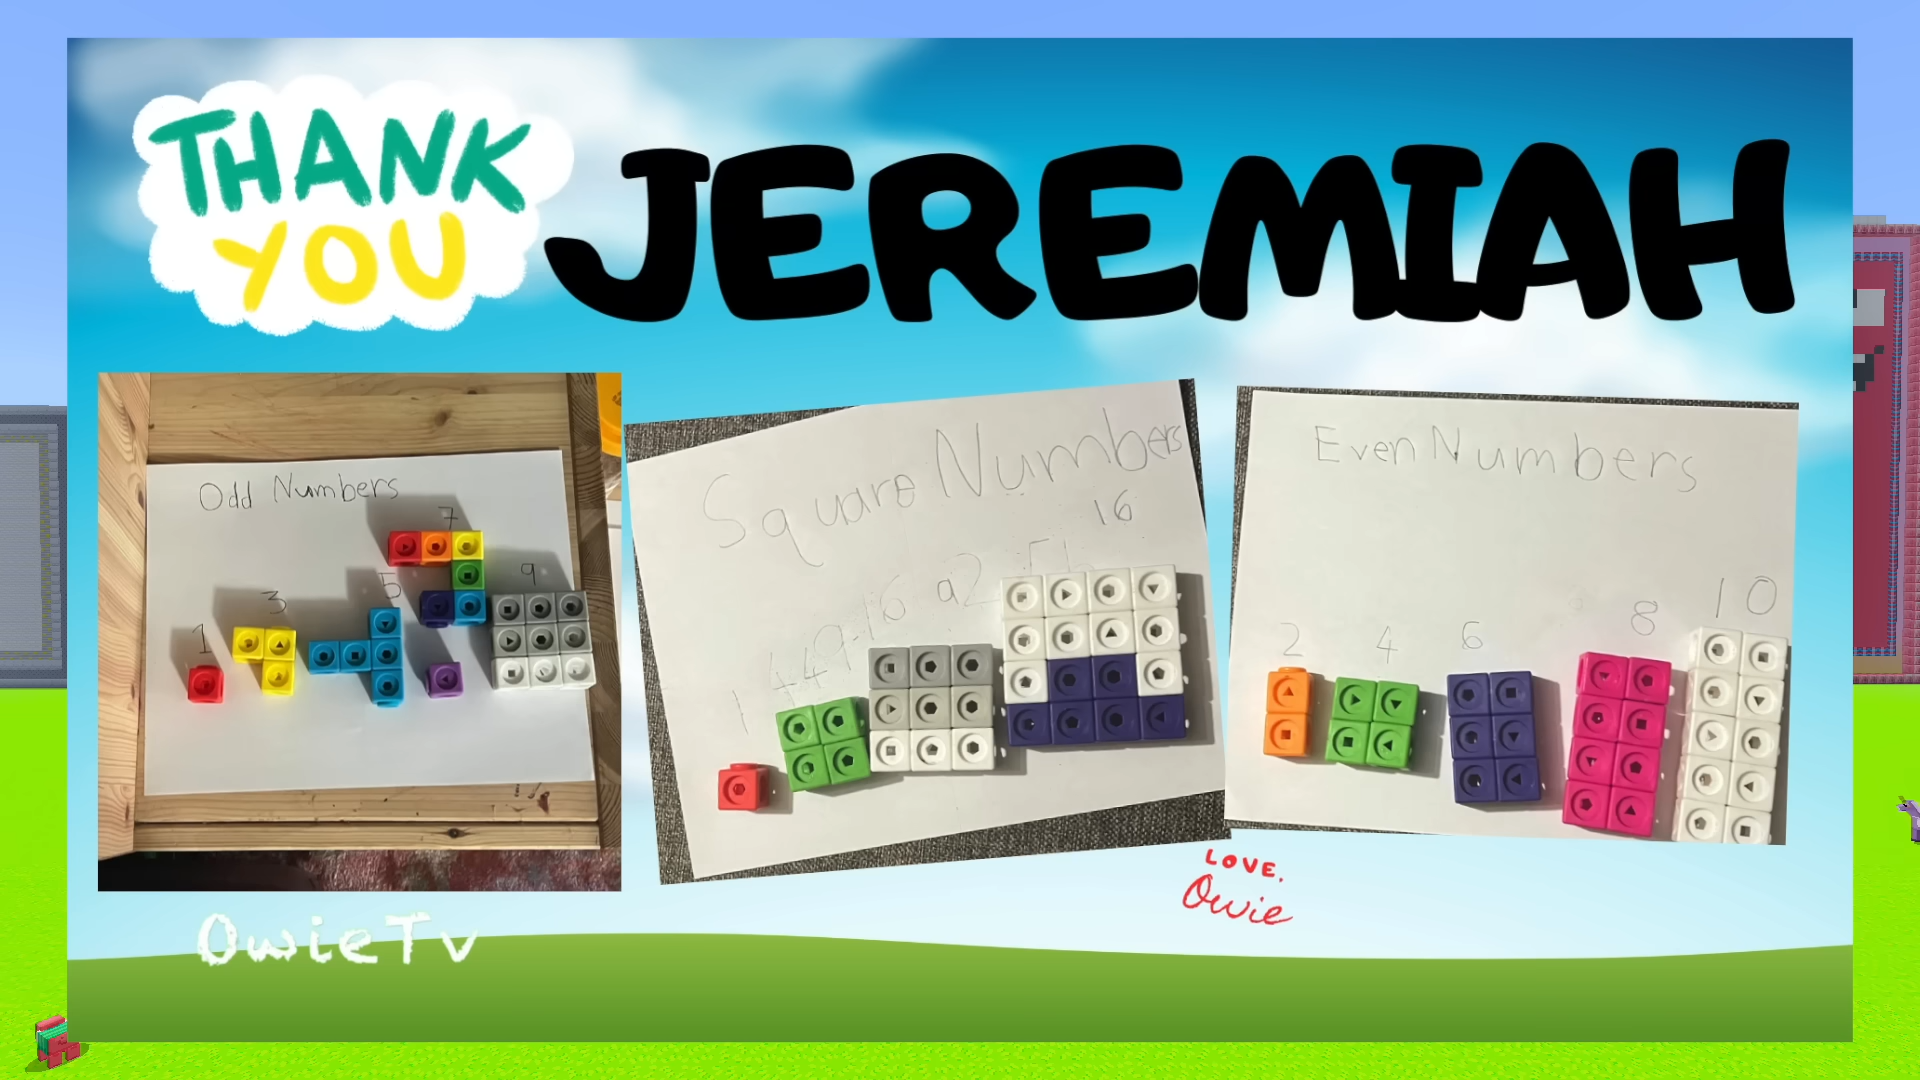 THANK
YOU
JEREMIAH
Odd Numbers
1
3
5
7
9
Square Numbers
16
1
Even Numbers
2
4
6
8
10
LOVE,
Owie
OwieTv